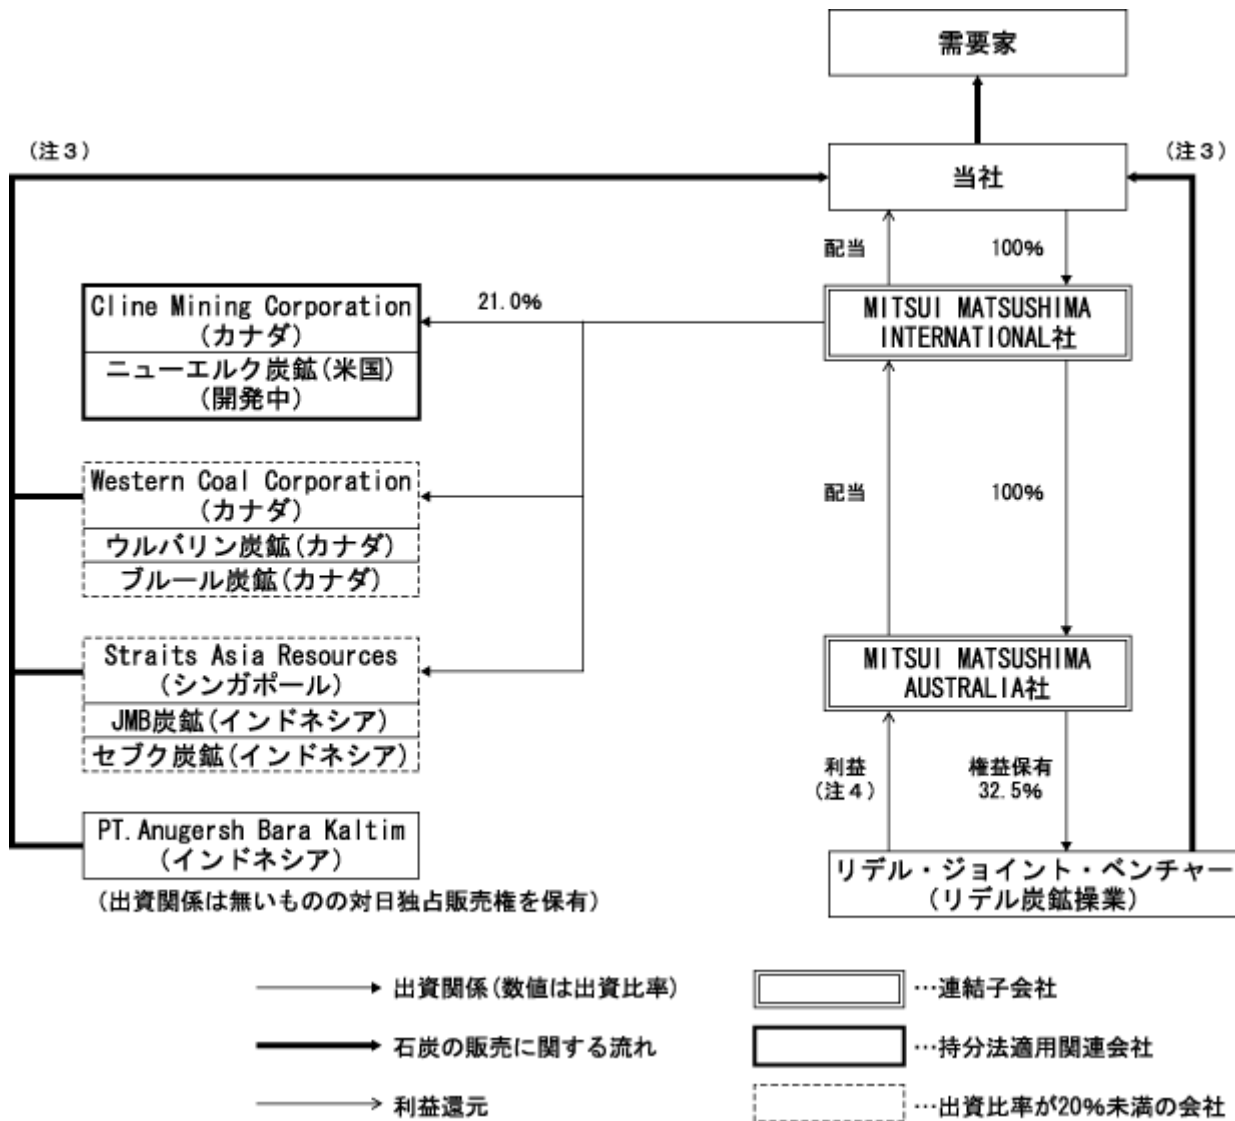 需要家
(注3)
(注3)
当社
配当
100%
Cline Mining Corporation
(カナダ)
ニューエルク炭鉱(米国)
(開発中)
21.0%
MITSUI MATSUSHIMA
INTERNATIONAL社
Western Coal Corporation
(カナダ)
ウルバリン炭鉱(カナダ)
ブルール炭鉱(カナダ)
配当
100%
Straits Asia Resources
(シンガポール)
JMB炭鉱(インドネシア)
セブク炭鉱(インドネシア)
MITSUI MATSUSHIMA
AUSTRALIA社
利益
(注4)
権益保有
32.5%
PT.Anugersh Bara Kaltim
(インドネシア)
(出資関係は無いものの対日独占販売権を保有)
リデル・ジョイント・ベンチャー
(リデル炭鉱操業)
出資関係(数値は出資比率)
…連結子会社
石炭の販売に関する流れ
…持分法適用関連会社
利益還元
…出資比率が20%未満の会社